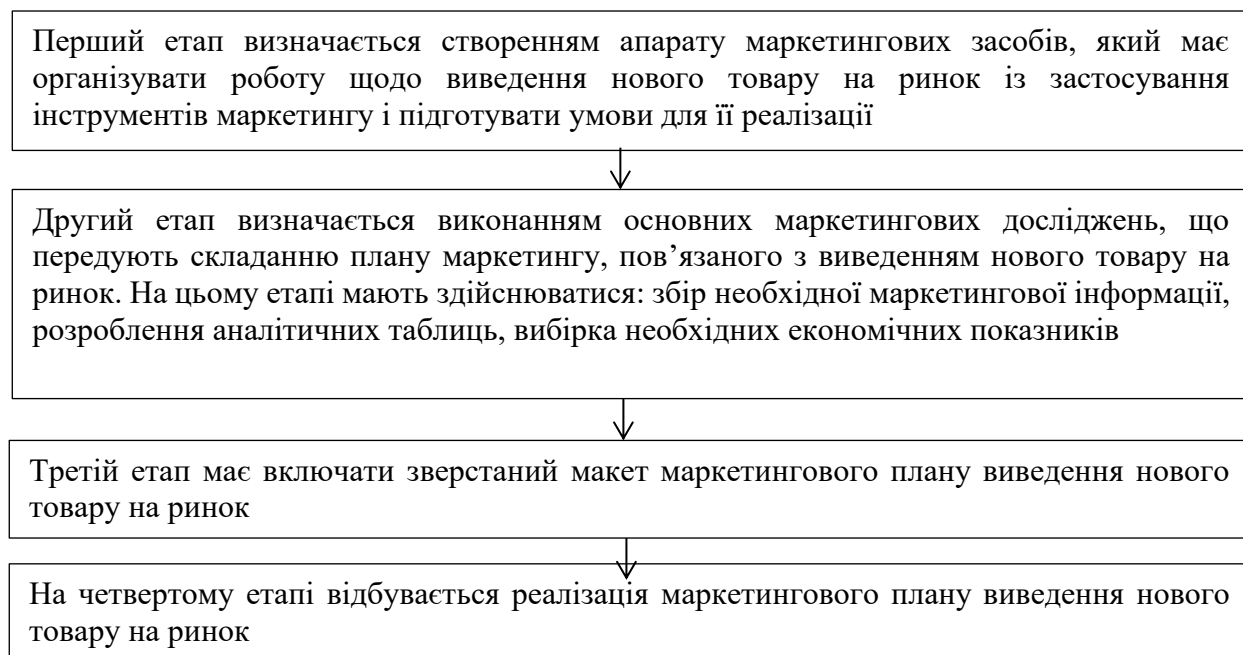 Перший етап визначається створенням апарату маркетингових засобів, який має
організувати роботу щодо виведення нового товару на ринок із застосування
інструментів маркетингу і підготувати умови для її реалізації
Другий етап визначається виконанням основних маркетингових досліджень, що
передують складанню плану маркетингу, пов’язаного з виведенням нового товару на
ринок. На цьому етапі мають здійснюватися: збір необхідної маркетингової інформації,
розроблення аналітичних таблиць, вибірка необхідних економічних показників
Третій етап має включати зверстаний макет маркетингового плану виведення нового
товару на ринок
На четвертому етапі відбувається реалізація маркетингового плану виведення нового
товару на ринок